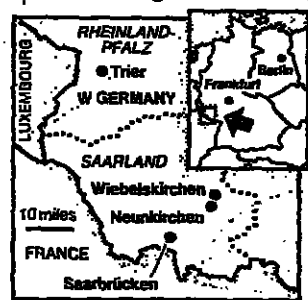 RHEINLAND-
PFALZ
Trier
W GERMANY
LUXEMBOURG
Frankfurt
Berlin
SAARLAND
Wiebelskirchen
Neunkirchen
10 miles
FRANCE
Saarbrücken